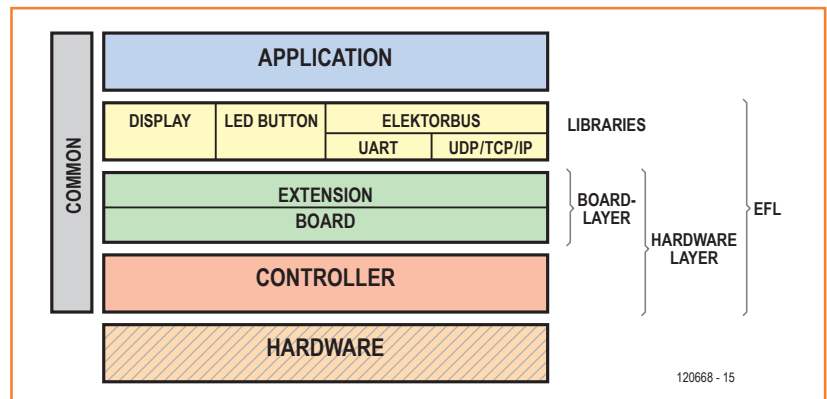 COMMON
APPLICATION
DISPLAY
LED BUTTON
ELEKTORBUS
UART
UDP/TCP/IP
LIBRARIES
EXTENSION
BOARD
BOARD-
LAYER
HARDWARE
LAYER
EFL
CONTROLLER
HARDWARE
120668 - 15